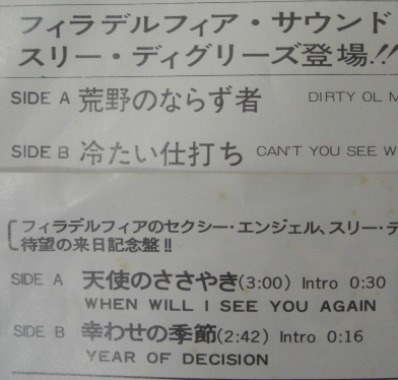 フィラデルフィア・サウンド
スリー・ディグリーズ登場!!
SIDE A 荒野のならず者 DIRTY OL
SIDE B 冷たい仕打ち CAN'T YOU SEE
フィラデルフィアのセクシー・エンジェル、スリー・デ
待望の来日記念盤!!
SIDE A 天使のささやき(3:00) Intro 0:30
WHEN WILL I SEE YOU AGAIN
SIDE B 幸わせの季節(2:42) Intro 0:16
YEAR OF DECISION